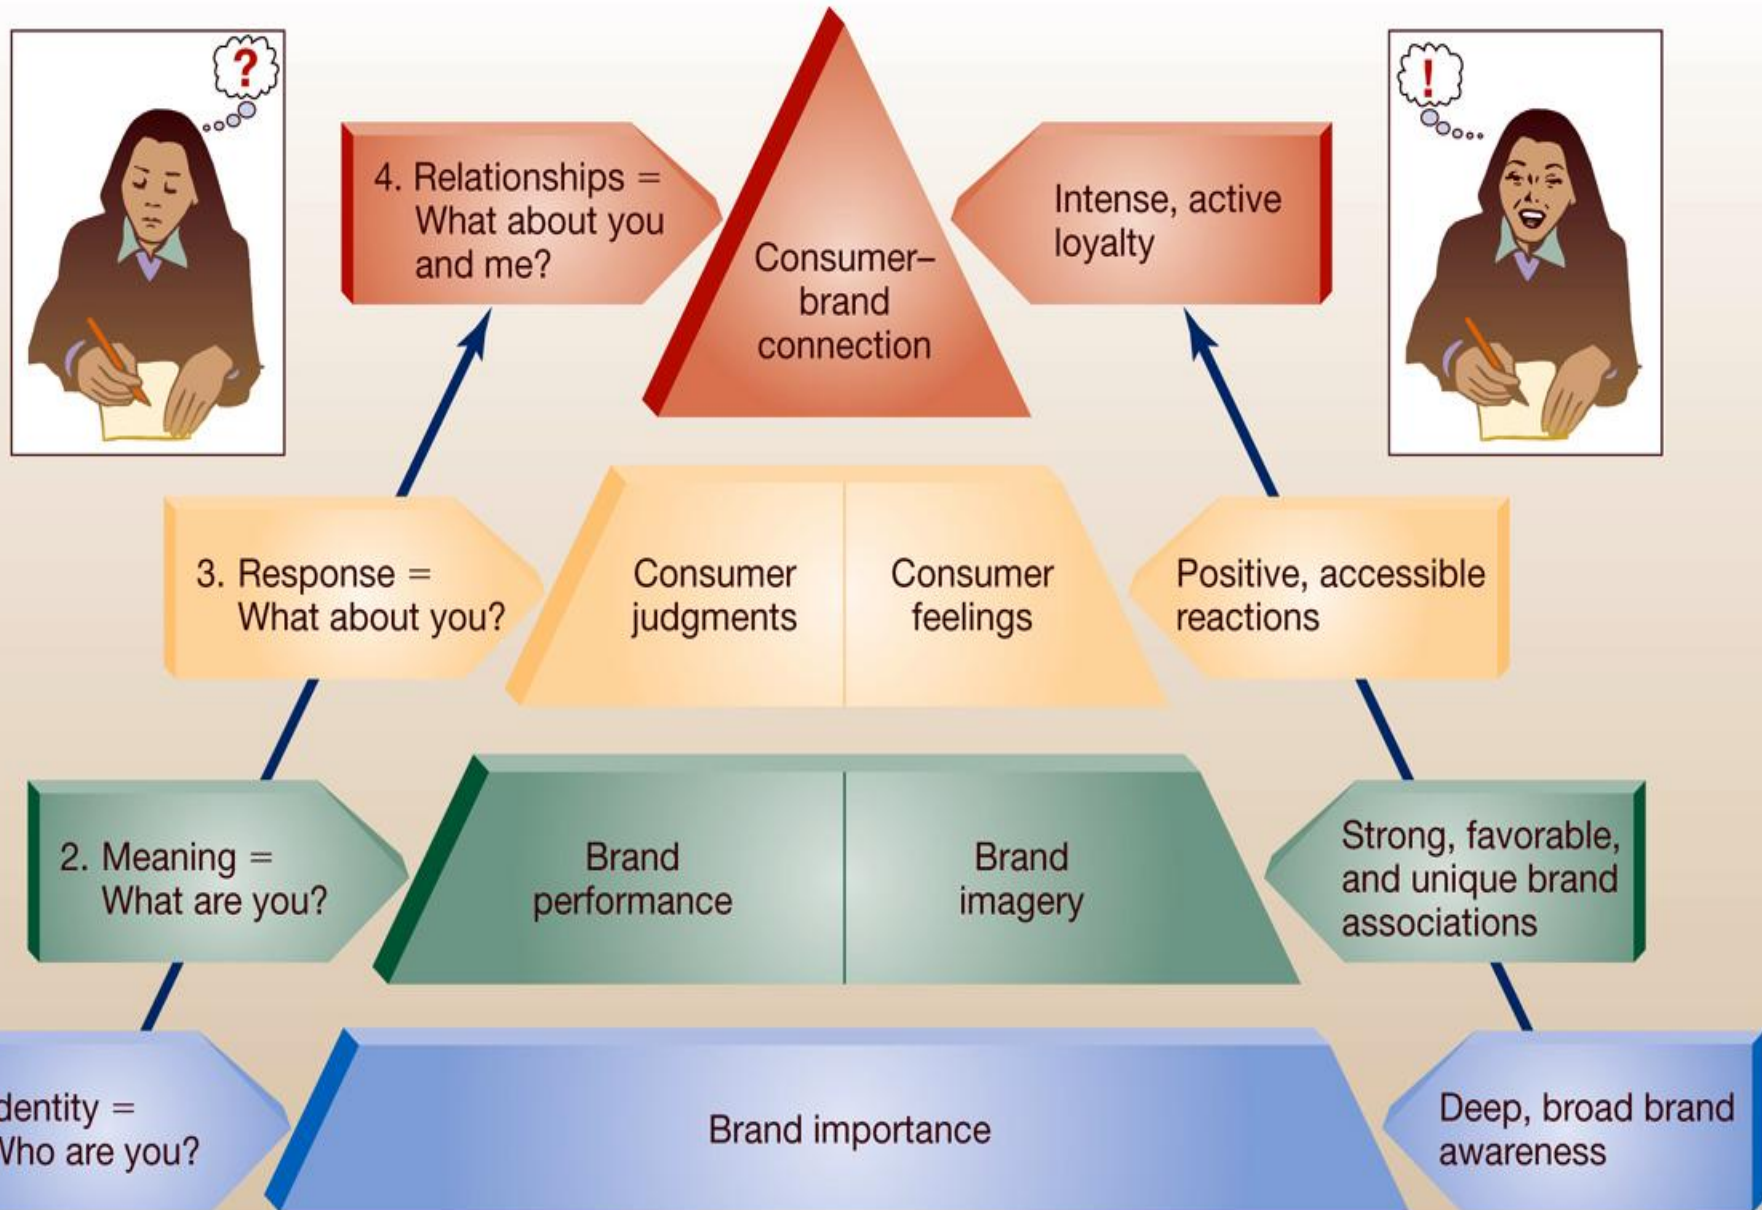 ?
!
4. Relationships =
What about you
and me?
Consumer–
brand
connection
Intense, active
loyalty
3. Response =
What about you?
Consumer
judgments
Consumer
feelings
Positive, accessible
reactions
2. Meaning =
What are you?
Brand
performance
Brand
imagery
Strong, favorable,
and unique brand
associations
dentity =
Who are you?
Brand importance
Deep, broad brand
awareness